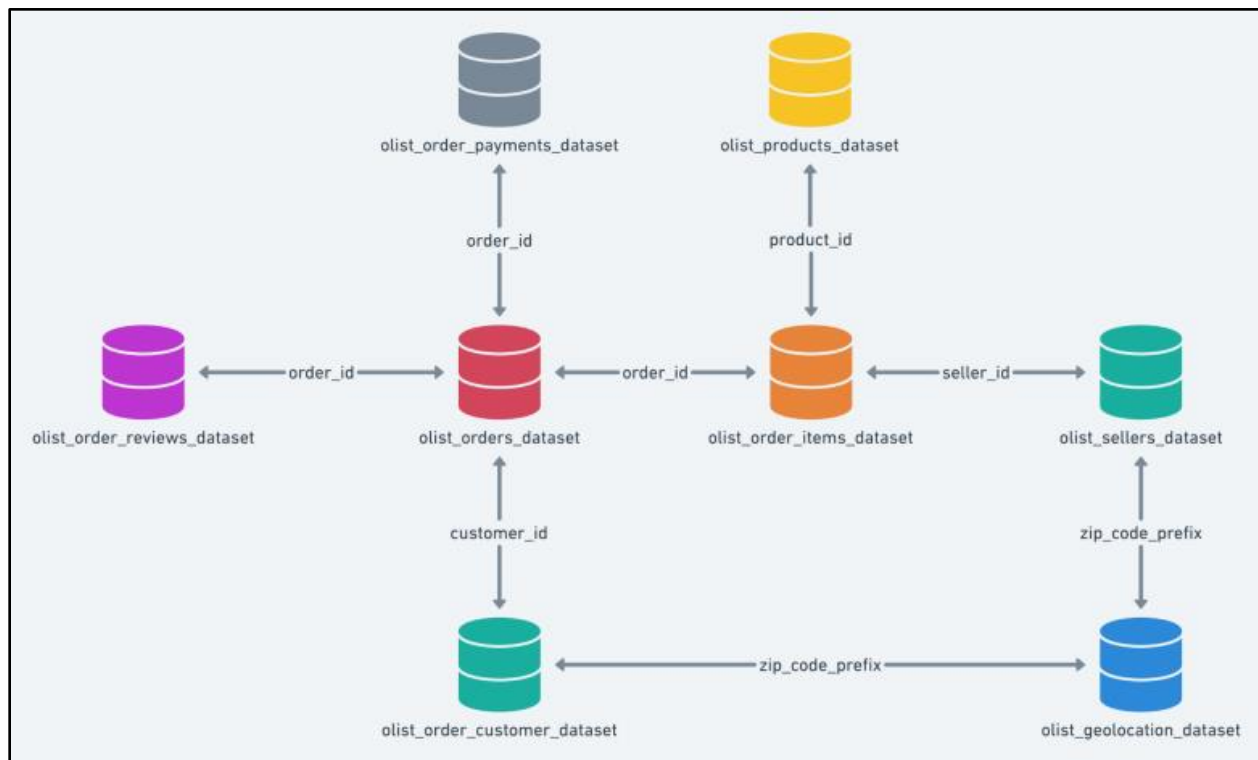 olist_order_payments_dataset
olist_products_dataset
order_id
product_id
order_id
order_id
seller_id
olist_order_reviews_dataset
olist_orders_dataset
olist_order_items_dataset
olist_sellers_dataset
customer_id
zip_code_prefix
zip_code_prefix
olist_order_customer_dataset
olist_geolocation_dataset